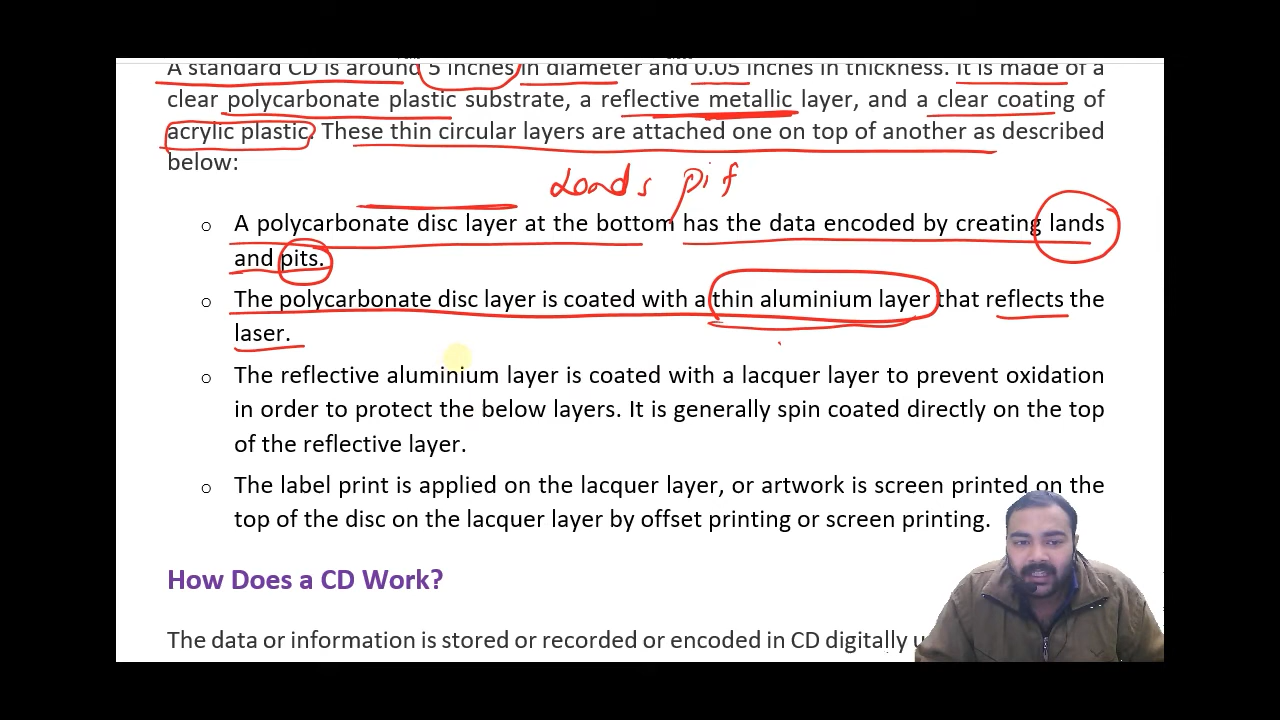 A standard CD is around 5 inches in diameter and 0.05 inches in thickness. It is made of a
clear polycarbonate plastic substrate, a reflective metallic layer, and a clear coating of
acrylic plastic. These thin circular layers are attached one on top of another as described
below:
Lands pit
o A polycarbonate disc layer at the bottom has the data encoded by creating lands
and pits.
o The polycarbonate disc layer is coated with a thin aluminium layer that reflects the
laser.
o The reflective aluminium layer is coated with a lacquer layer to prevent oxidation
in order to protect the below layers. It is generally spin coated directly on the top
of the reflective layer.
o The label print is applied on the lacquer layer, or artwork is screen printed on the
top of the disc on the lacquer layer by offset printing or screen printing.
How Does a CD Work?
The data or information is stored or recorded or encoded in CD digitally